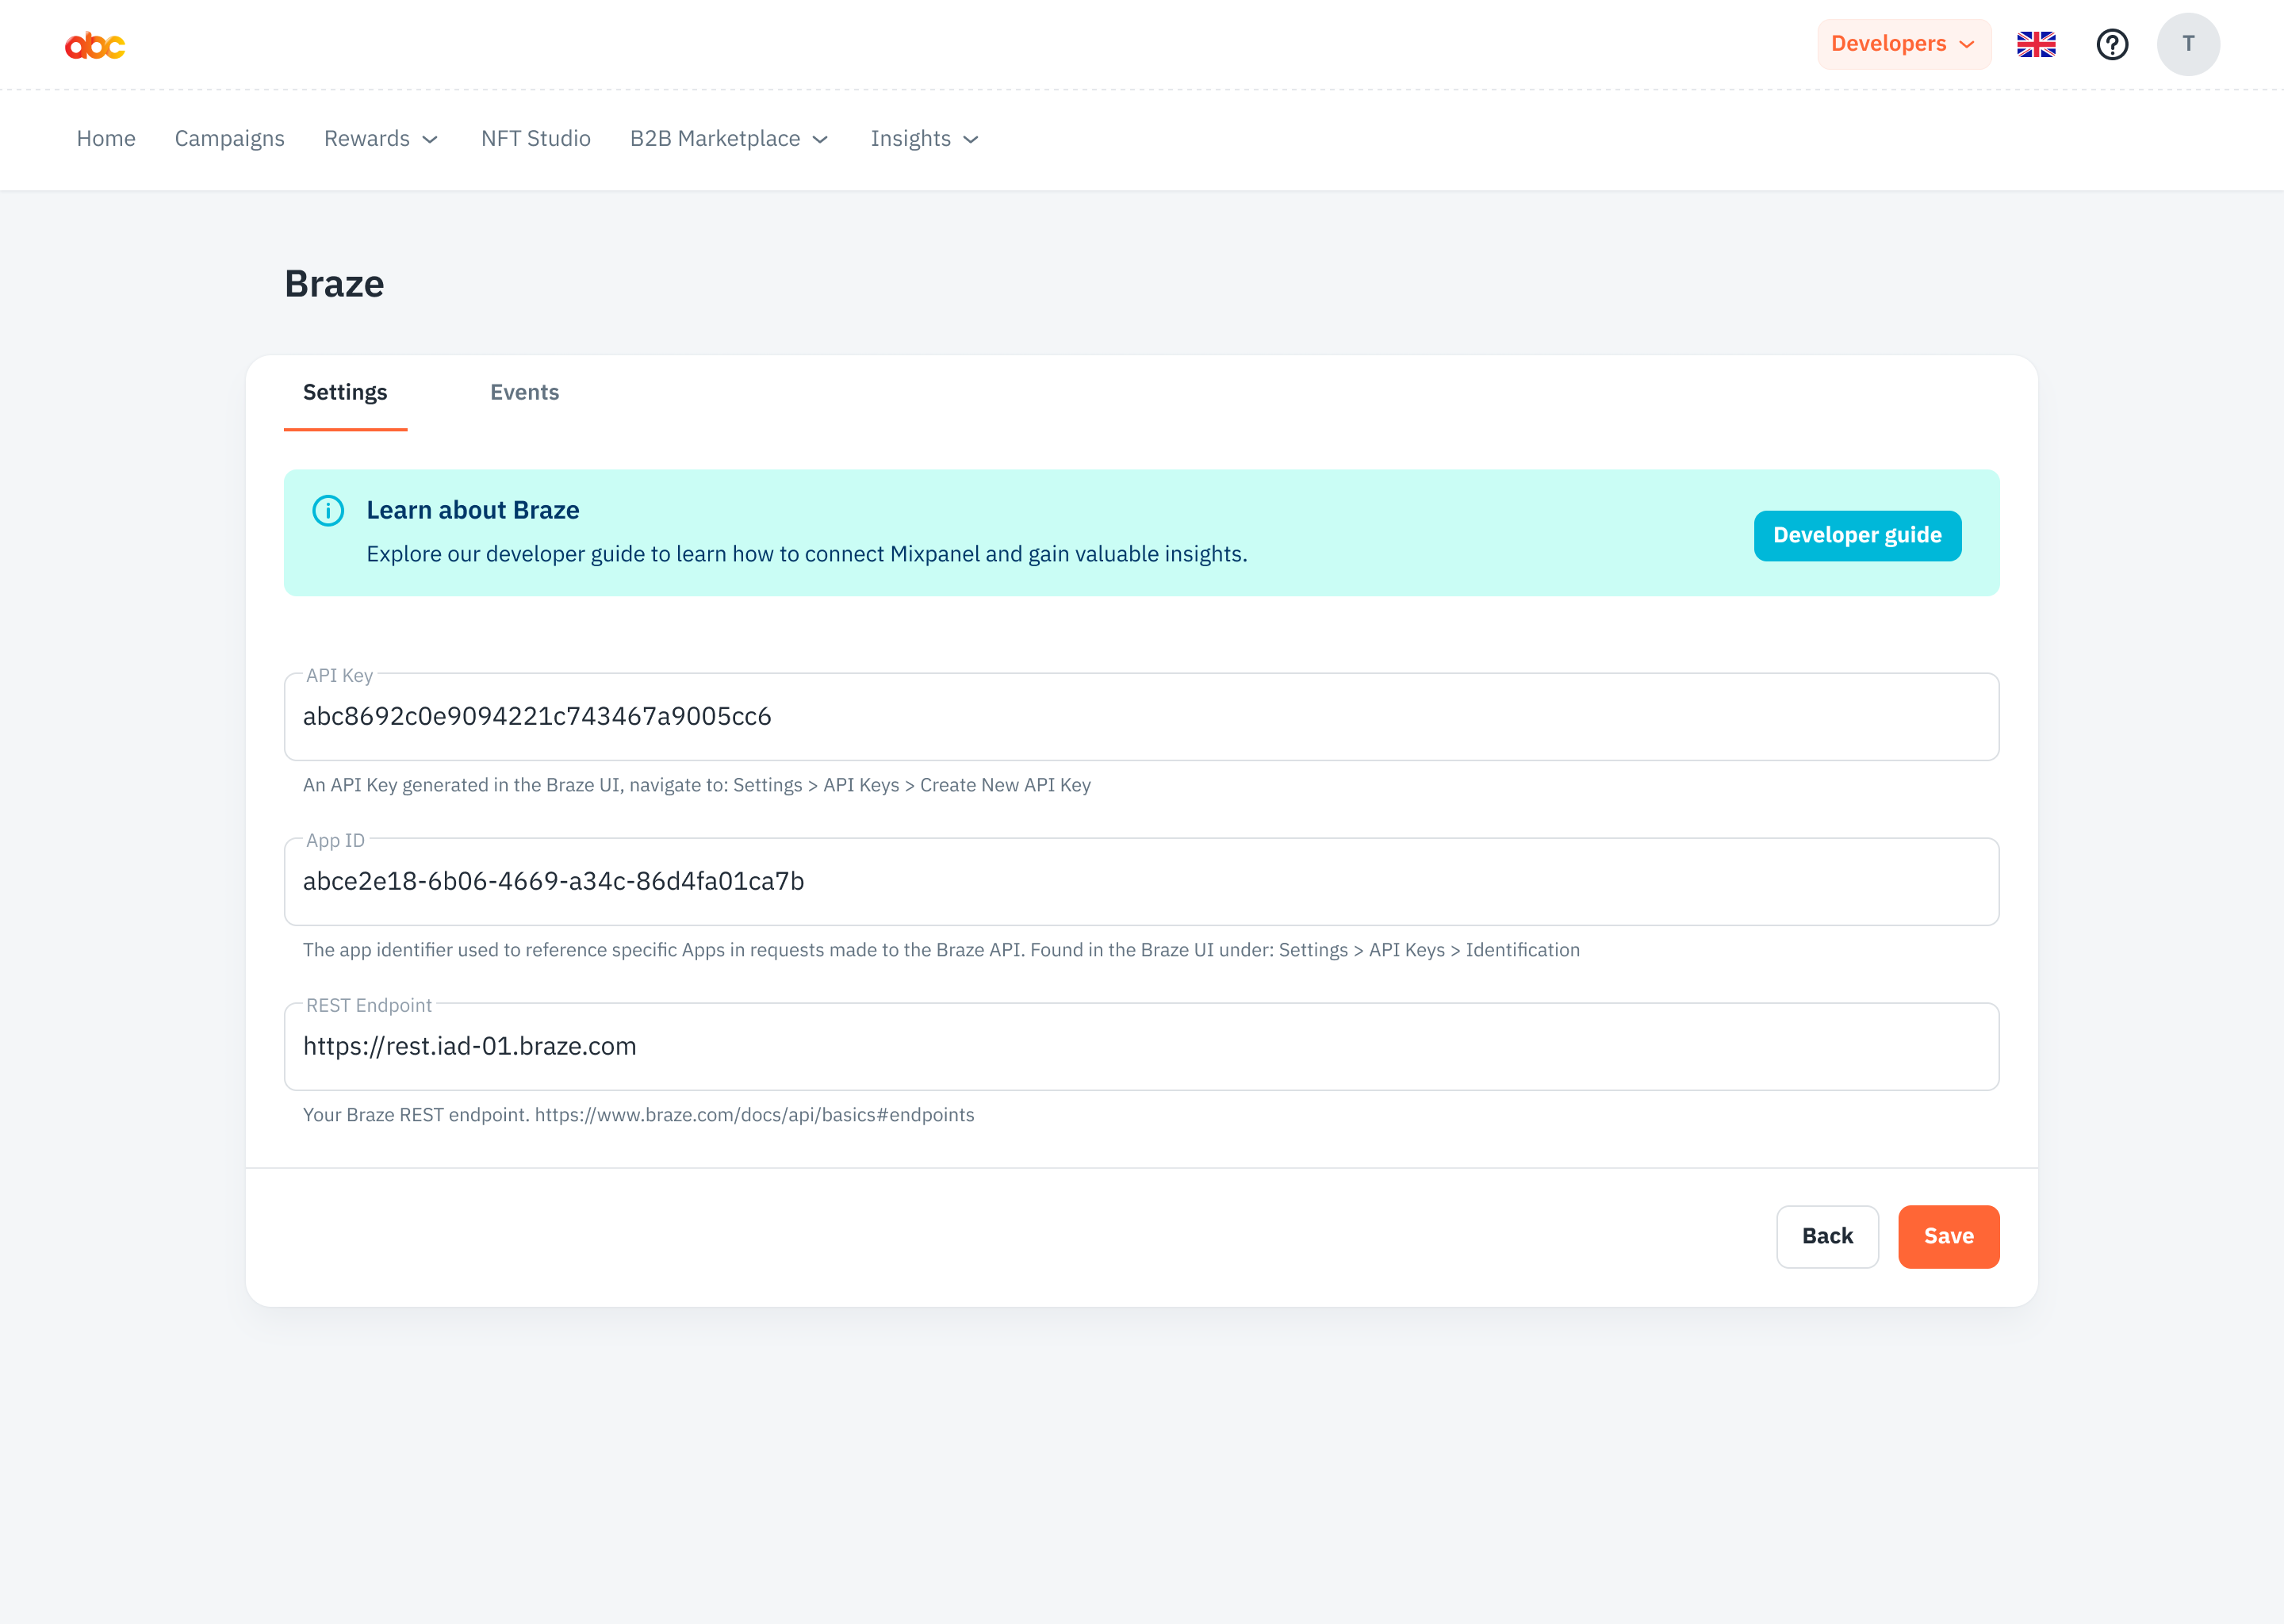 abc
Developers
T
Home Campaigns Rewards NFT Studio B2B Marketplace Insights
Braze
Settings Events
Learn about Braze
Explore our developer guide to learn how to connect Mixpanel and gain valuable insights.
Developer guide
API Key
abc8692c0e9094221c743467a9005cc6
An API Key generated in the Braze UI, navigate to: Settings > API Keys > Create New API Key
App ID
abce2e18-6b06-4669-a34c-86d4fa01ca7b
The app identifier used to reference specific Apps in requests made to the Braze API. Found in the Braze UI under: Settings > API Keys > Identification
REST Endpoint
https://rest.iad-01.braze.com
Your Braze REST endpoint. https://www.braze.com/docs/api/basics#endpoints
Back Save